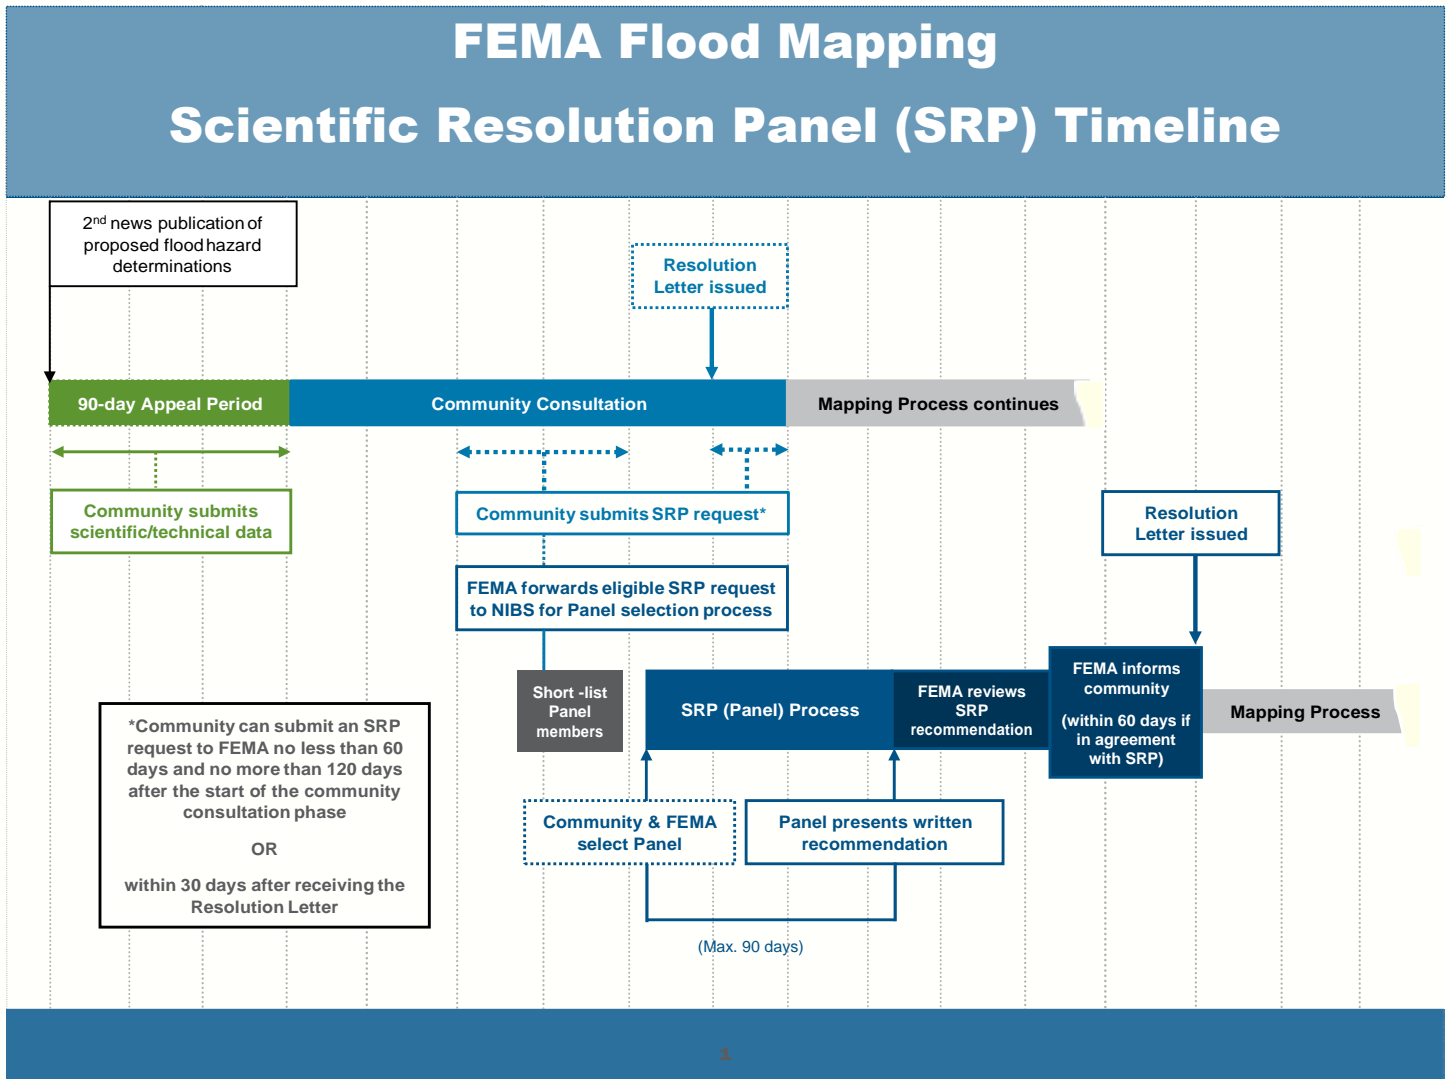 FEMA Flood Mapping
Scientific Resolution Panel (SRP) Timeline
2nd news publication of
proposed flood hazard
determinations
Resolution
Letter issued
90-day Appeal Period
Community Consultation
Mapping Process continues
Community submits
scientific/technical data
Community submits SRP request*
Resolution
Letter issued
FEMA forwards eligible SRP request
to NIBS for Panel selection process
Short -list
Panel
members
SRP (Panel) Process
FEMA reviews
SRP
recommendation
FEMA informs
community
(within 60 days if
in agreement
with SRP)
Mapping Process
*Community can submit an SRP
request to FEMA no less than 60
days and no more than 120 days
after the start of the community
consultation phase
OR
within 30 days after receiving the
Resolution Letter
Community & FEMA
select Panel
Panel presents written
recommendation
(Max. 90 days)
1